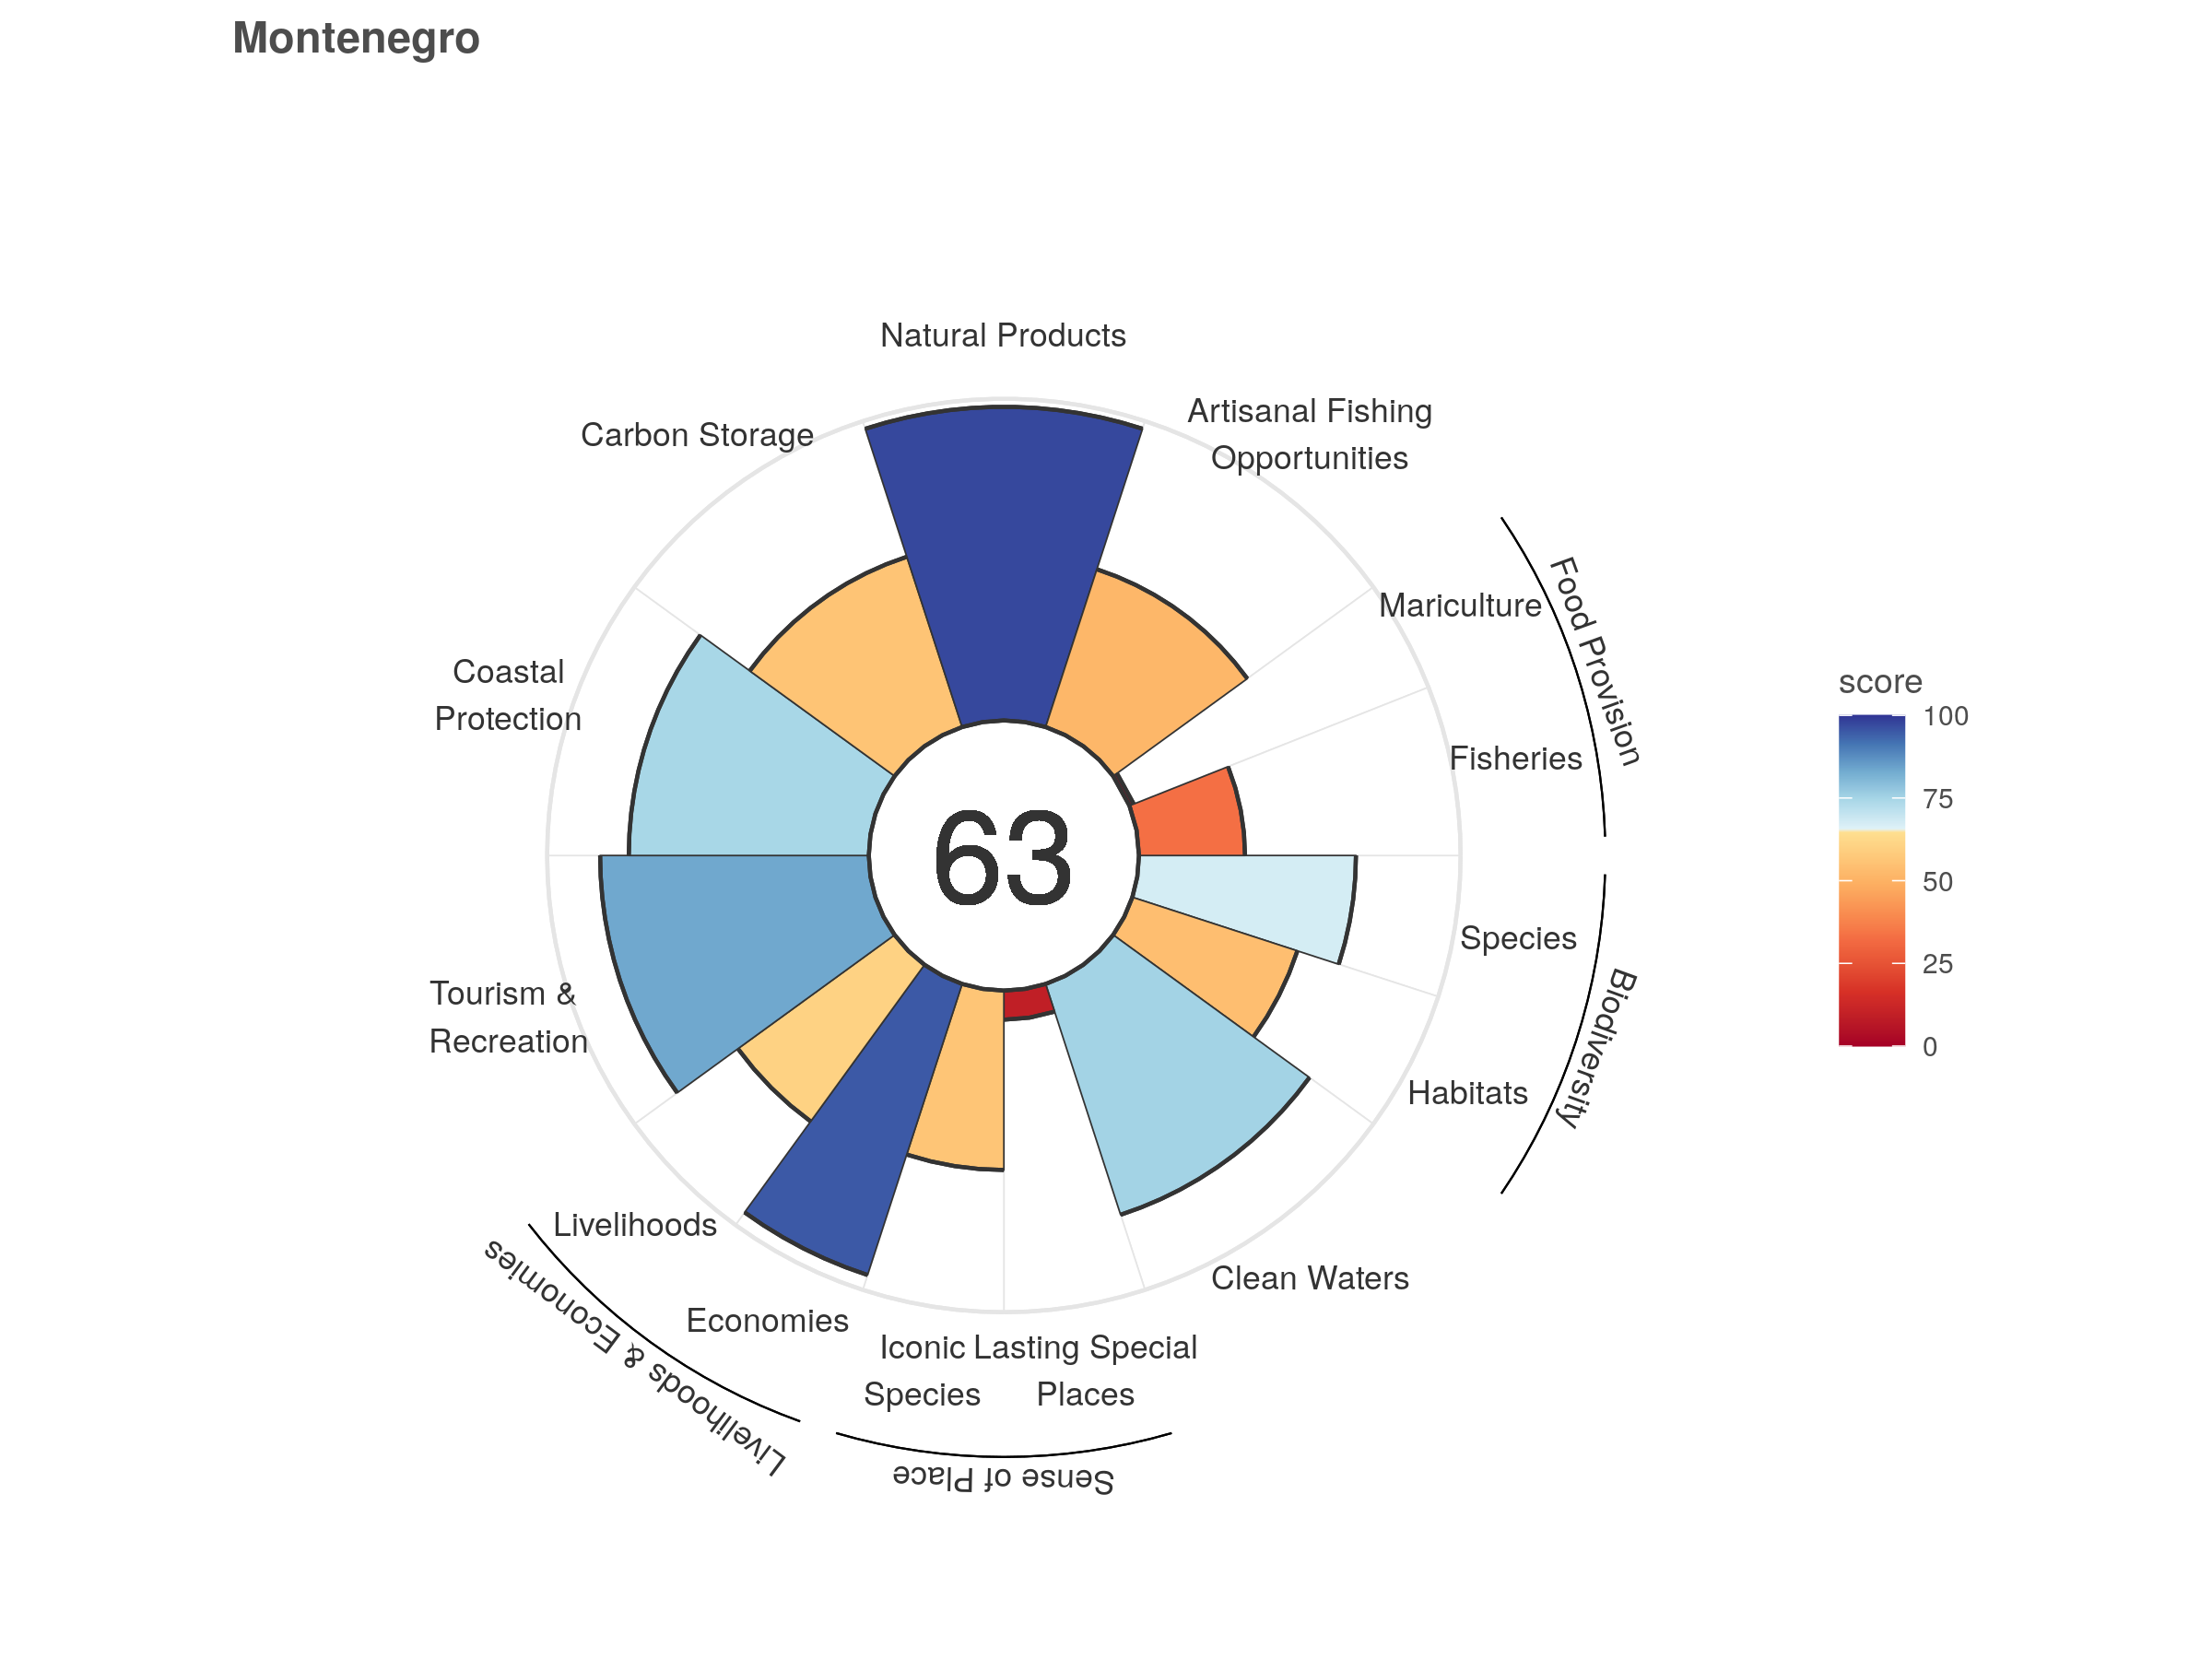 Montenegro
Natural Products
Artisanal Fishing
Opportunities
Carbon Storage
Mariculture
Food Provision
Fisheries
Coastal
Protection
score
100
75
50
25
0
63
Species
Biodiversity
Habitats
Tourism &
Recreation
Livelihoods
Livelihoods & Economies
Economies
Clean Waters
Iconic
Species
Lasting Special
Places
Sense of Place